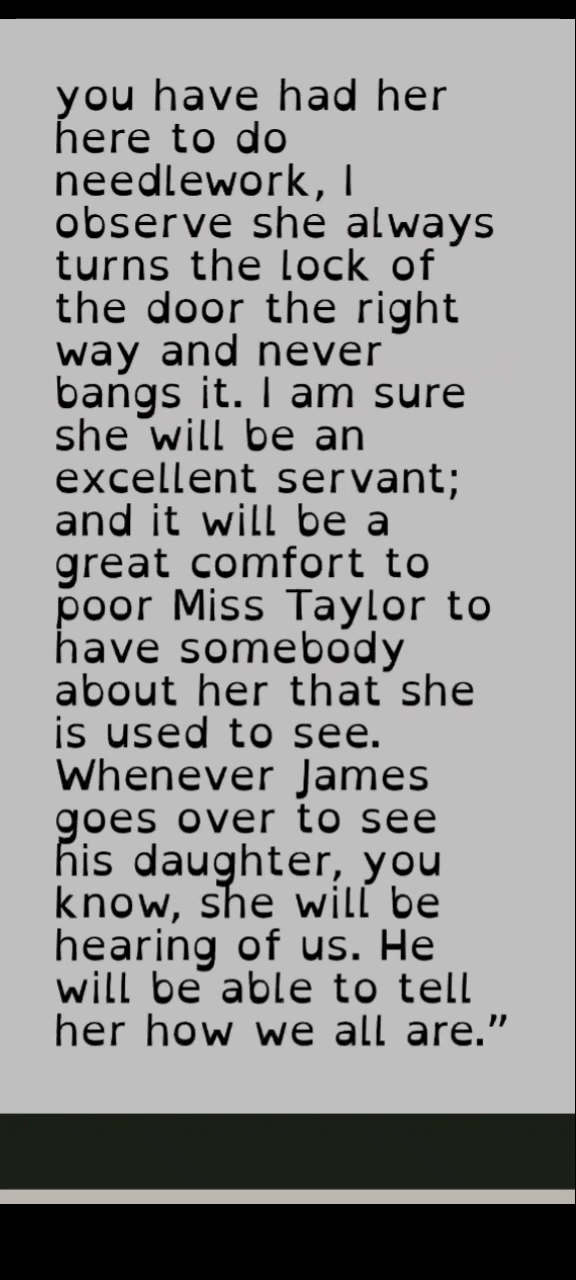 you have had her
here to do
needlework, I
observe she always
turns the lock of
the door the right
way and never
bangs it. I am sure
she will be an
excellent servant;
and it will be a
great comfort to
poor Miss Taylor to
have somebody
about her that she
is used to see.
Whenever James
goes over to see
his daughter, you
know, she will be
hearing of us. He
will be able to tell
her how we all are.”